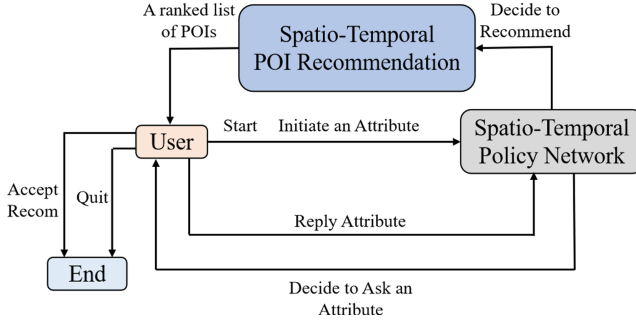 A ranked list
of POIs
Spatio-Temporal
POI Recommendation
Decide to
Recommend
User
Start Initiate an Attribute
Spatio-Temporal
Policy Network
Accept
Recom
Quit
Reply Attribute
End
Decide to Ask an
Attribute